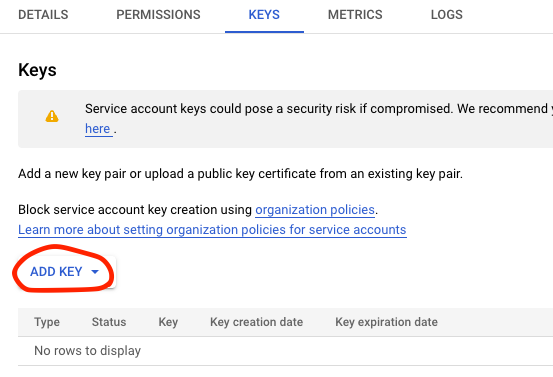 DETAILS PERMISSIONS KEYS METRICS LOGS
Keys
Service account keys could pose a security risk if compromised. We recommend
here .
Add a new key pair or upload a public key certificate from an existing key pair.
Block service account key creation using organization policies.
Learn more about setting organization policies for service accounts
ADD KEY
Type Status Key Key creation date Key expiration date
No rows to display